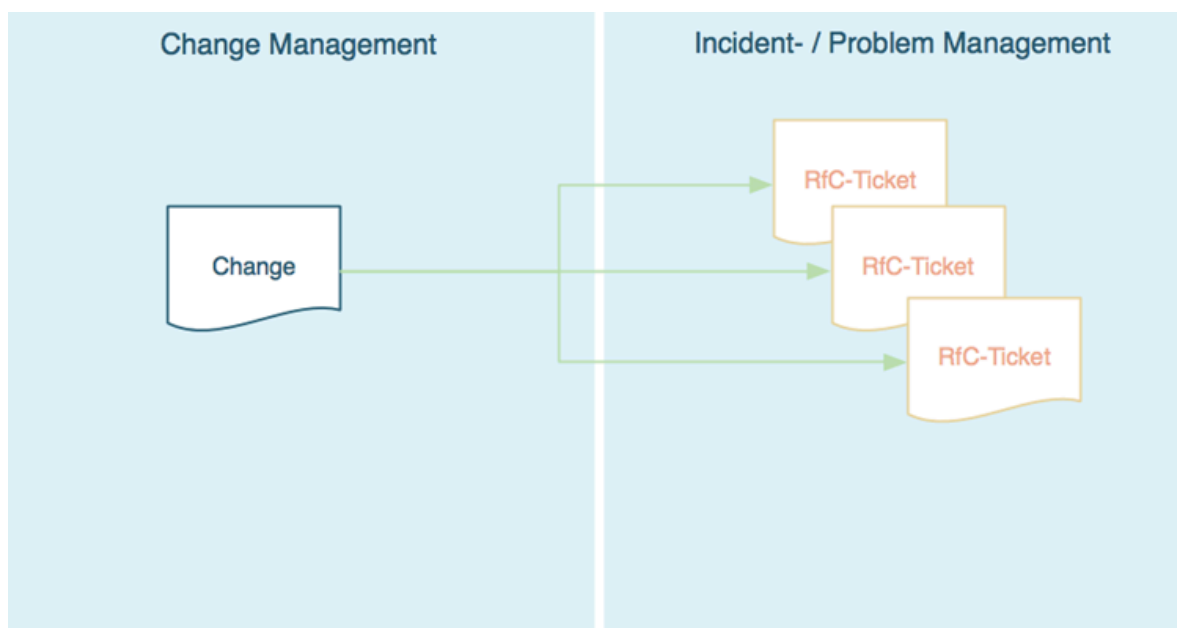 Change Management
Incident- / Problem Management
RfC-Ticket
Change
RfC-Ticket
RfC-Ticket